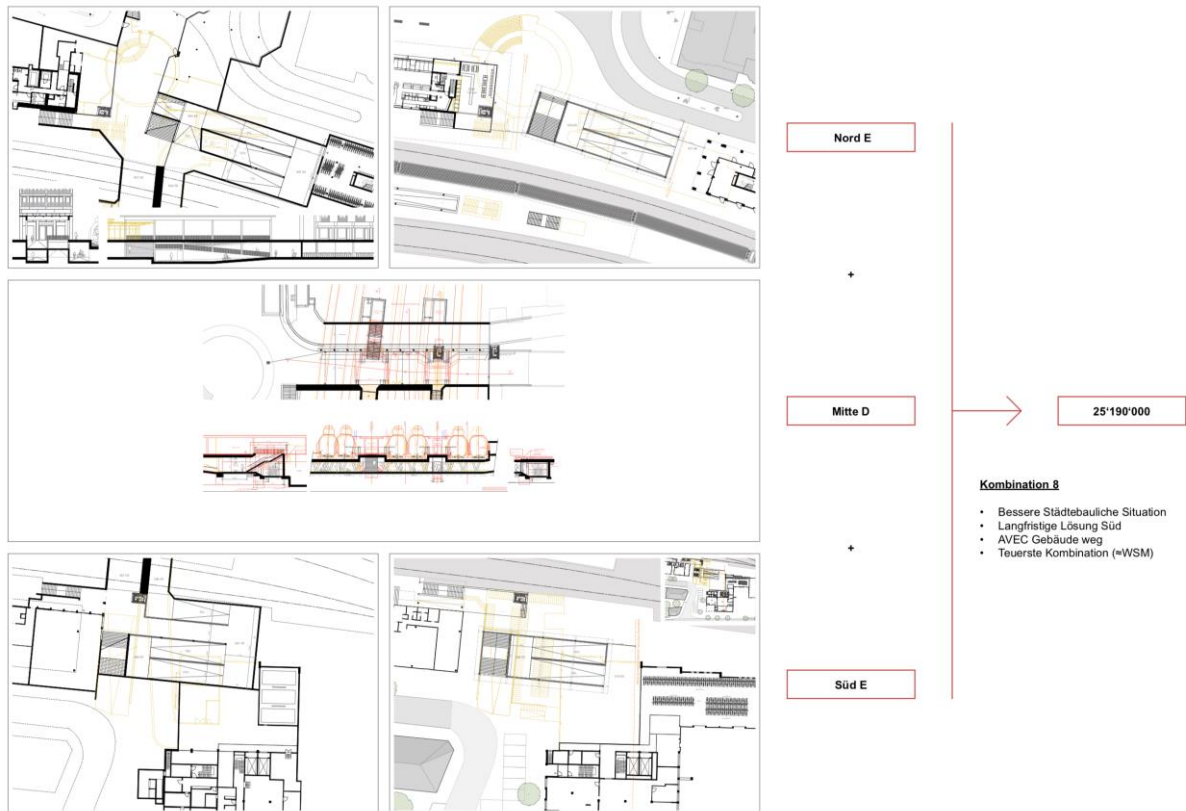 Nord E
+
Mitte D
25'190'000
Kombination 8
• Bessere Städtebauliche Situation
• Langfristige Lösung Süd
• AVEC Gebäude weg
• Teuerste Kombination (≈WSM)
+
Süd E